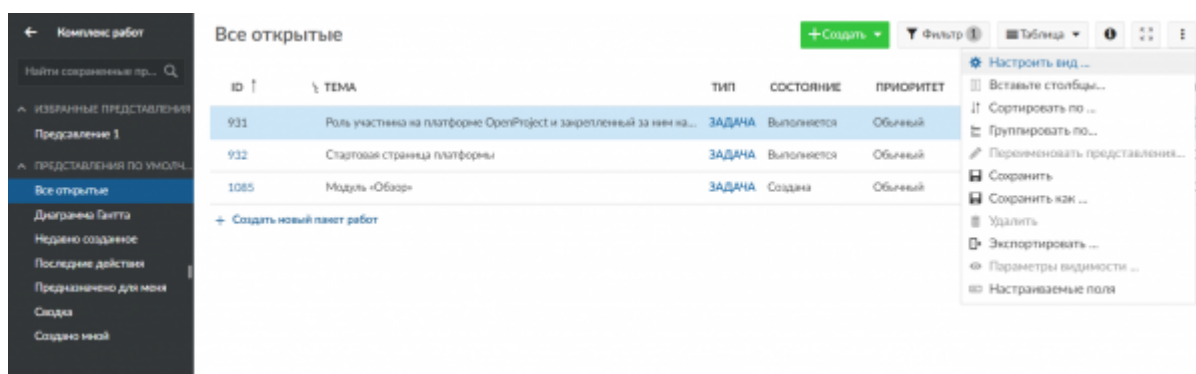 Комплекс работ
Все открытые
Создать
Фильтр 1
Таблица
Найти сохраненные пр...
Настроить вид ...
ID
ТЕМА
ТИП
СОСТОЯНИЕ
ПРИОРИТЕТ
Вставьте столбцы...
ИЗБРАННЫЕ ПРЕДСТАВЛЕНИЯ
Сортировать по ...
931
Роль участника на платформе OpenProject и закрепленный за ним на...
ЗАДАЧА
Выполняется
Обычный
Группировать по...
Предсавление 1
932
Стартовая страница платформы
ЗАДАЧА
Выполняется
Обычный
Переименовать представления...
ПРЕДСТАВЛЕНИЯ ПО УМОЛЧ...
Сохранить
Все открытые
1085
Модуль «Обзор»
ЗАДАЧА
Создана
Обычный
Сохранить как ...
Диаграмма Гантта
Создать новый пакет работ
Удалить
Недавно созданное
Экспортировать ...
Последние действия
Параметры видимости ...
Предназначено для меня
Настраиваемые поля
Сводка
Создано мной